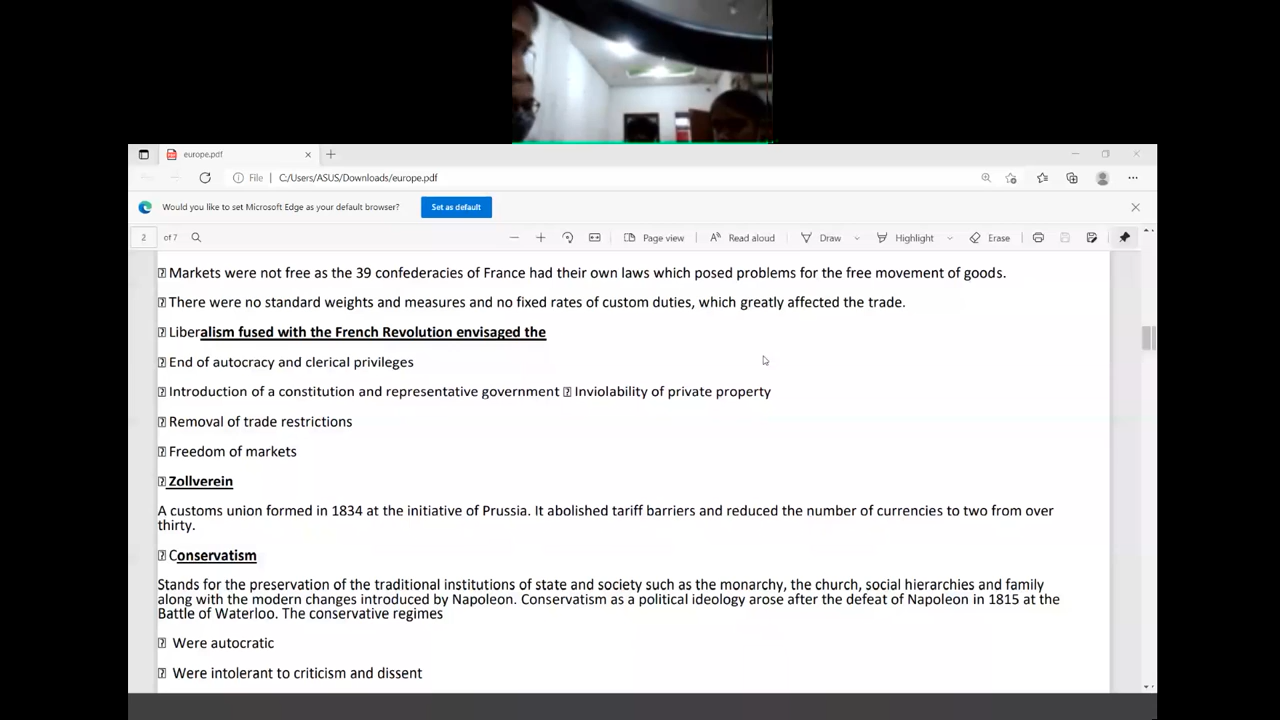 europe.pdf
File C:/Users/ASUS/Downloads/europe.pdf
Would you like to set Microsoft Edge as your default browser? Set as default
2 of 7 Page view Read aloud Draw Highlight Erase
Markets were not free as the 39 confederacies of France had their own laws which posed problems for the free movement of goods.
There were no standard weights and measures and no fixed rates of custom duties, which greatly affected the trade.
Liberalism fused with the French Revolution envisaged the
End of autocracy and clerical privileges
Introduction of a constitution and representative government Inviolability of private property
Removal of trade restrictions
Freedom of markets
Zollverein
A customs union formed in 1834 at the initiative of Prussia. It abolished tariff barriers and reduced the number of currencies to two from over
thirty.
Conservatism
Stands for the preservation of the traditional institutions of state and society such as the monarchy, the church, social hierarchies and family
along with the modern changes introduced by Napoleon. Conservatism as a political ideology arose after the defeat of Napoleon in 1815 at the
Battle of Waterloo. The conservative regimes
Were autocratic
Were intolerant to criticism and dissent